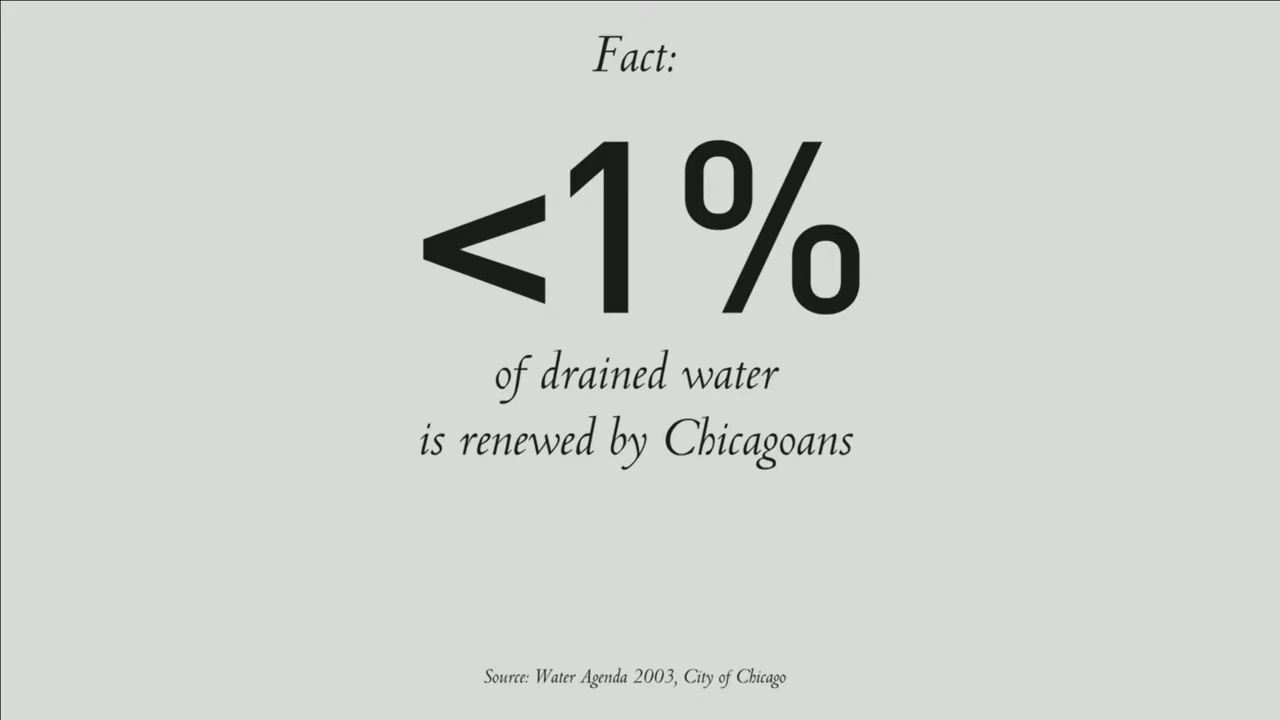 Fact:
<1%
of drained water
is renewed by Chicagoans
Source: Water Agenda 2003, City of Chicago